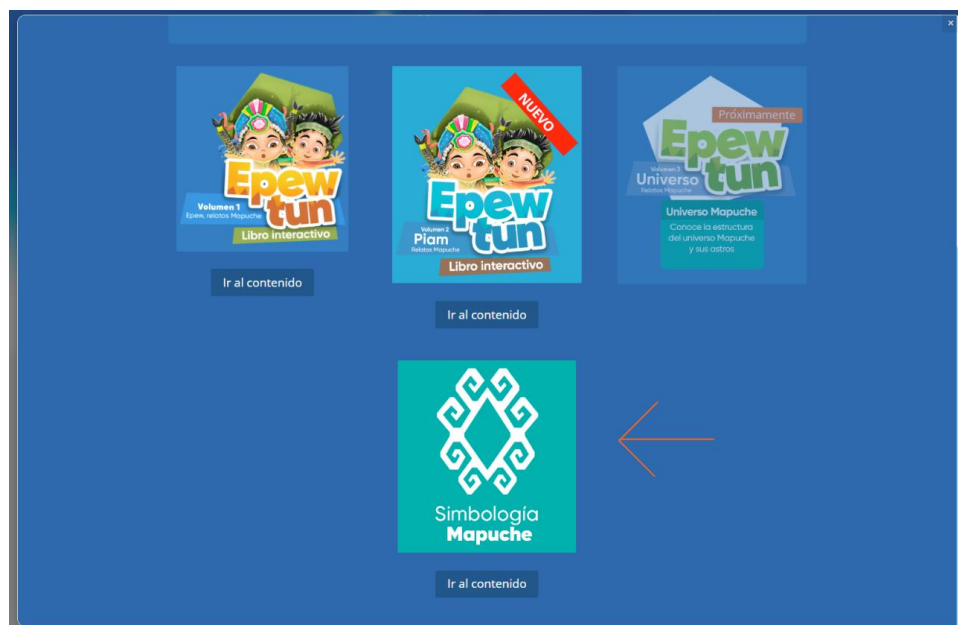 ×
Epew
tun
Volumen 1
Epew, relatos Mapuche
Libro interactivo
Ir al contenido
NUEVO
Epew
tun
Volumen 2
Piam
Relatos Mapuche
Libro interactivo
Ir al contenido
Próximamente
Epew
tun
Volumen 3
Universo
Relatos Mapuche
Universo Mapuche
Conoce la estructura
del universo Mapuche
y sus astros
Simbología
Mapuche
Ir al contenido